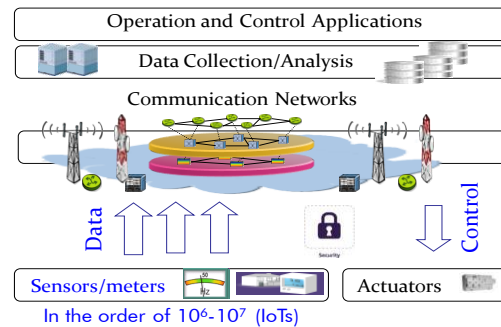 Operation and Control Applications
Data Collection/Analysis
Communication Networks
Data
Control
Security
Sensors/meters
50
Hz
Actuators
In the order of 10⁶-10⁷ (IoTs)